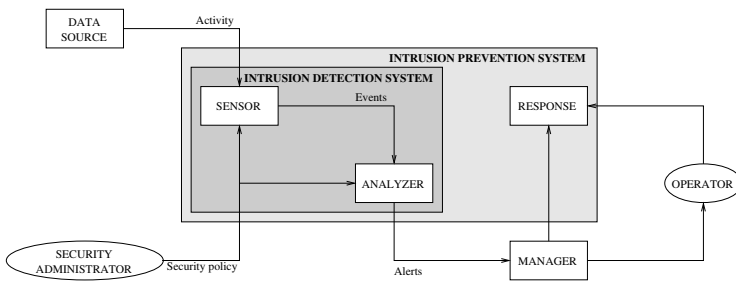 DATA
SOURCE
Activity
INTRUSION PREVENTION SYSTEM
INTRUSION DETECTION SYSTEM
SENSOR
Events
RESPONSE
ANALYZER
OPERATOR
SECURITY
ADMINISTRATOR
Security policy
Alerts
MANAGER